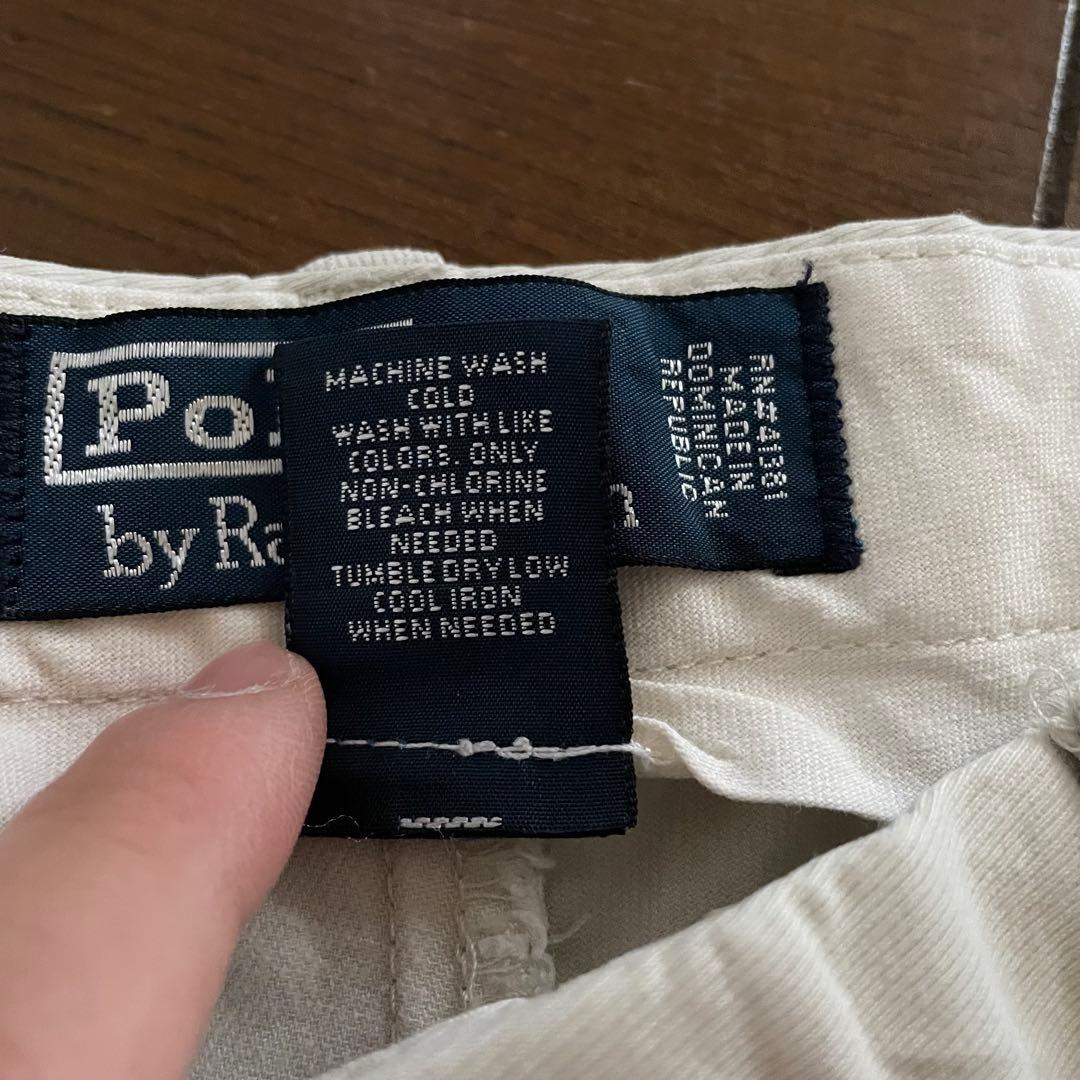 Po
by Ra
MACHINE WASH
COLD
WASH WITH LIKE
COLORS. ONLY
NON-CHLORINE
BLEACH WHEN
NEEDED
TUMBLE DRY LOW
COOL IRON
WHEN NEEDED
n
RN#41381
MADE IN
DOMINICAN
REPUBLIC